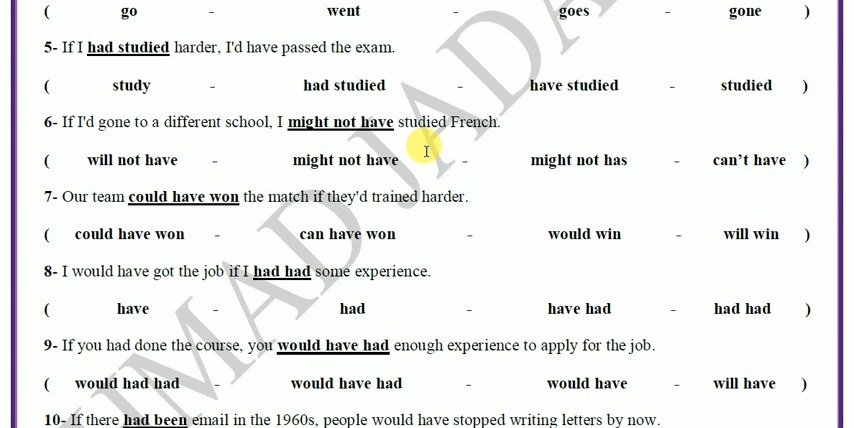 ( go - went - goes - gone )
5- If I had studied harder, I'd have passed the exam.
( study - had studied - have studied - studied )
6- If I'd gone to a different school, I might not have studied French.
( will not have - might not have - might not has - can't have )
7- Our team could have won the match if they'd trained harder.
( could have won - can have won - would win - will win )
8- I would have got the job if I had had some experience.
( have - had - have had - had had )
9- If you had done the course, you would have had enough experience to apply for the job.
( would had had - would have had - would have - will have )
10- If there had been email in the 1960s, people would have stopped writing letters by now.